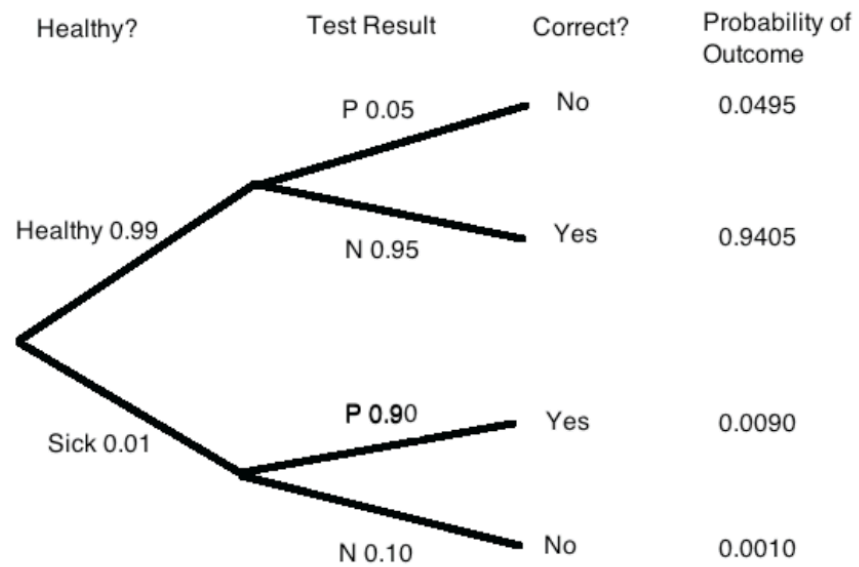 Healthy? Test Result Correct? Probability of
Outcome
P 0.05 No 0.0495
Healthy 0.99
N 0.95 Yes 0.9405
P 0.90 Yes 0.0090
Sick 0.01
N 0.10 No 0.0010